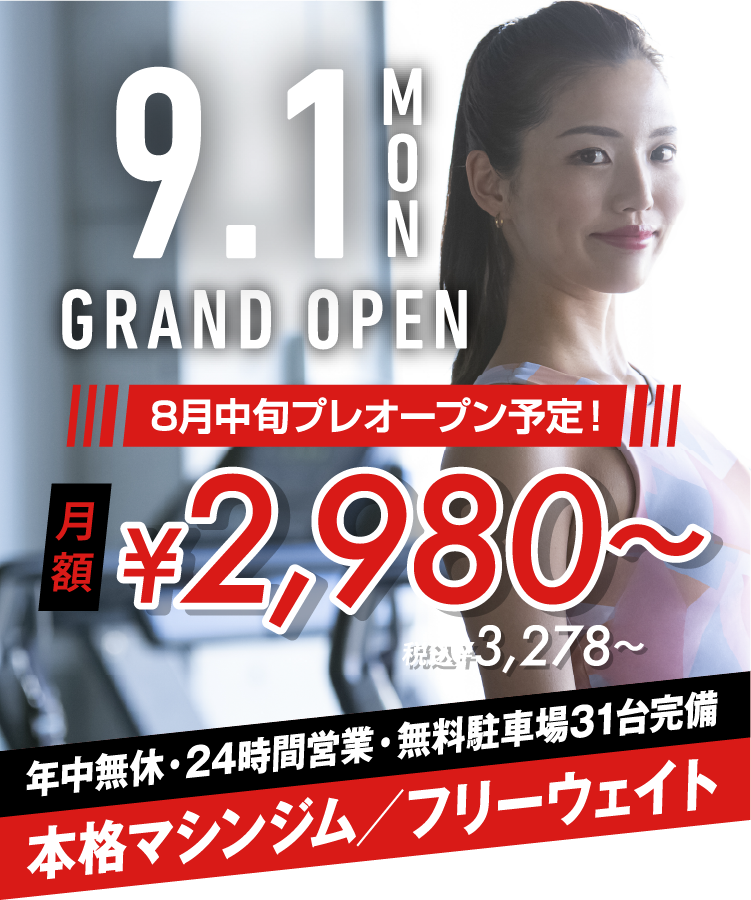 9.1
MON
GRAND OPEN
8月中旬プレオープン予定!
月額
¥2,980~
税込¥3,278~
年中無休・24時間営業・無料駐車場31台完備
本格マシンジム/フリーウェイト